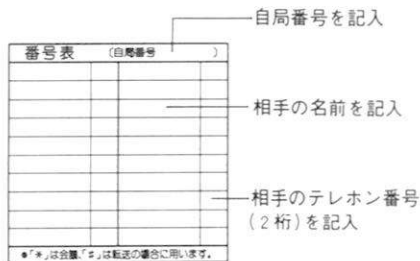 自局番号を記入
番号表 (自局番号 )
相手の名前を記入
相手のテレホン番号
(2桁)を記入
●「*」は会議、「#」は転送の場合に用います。